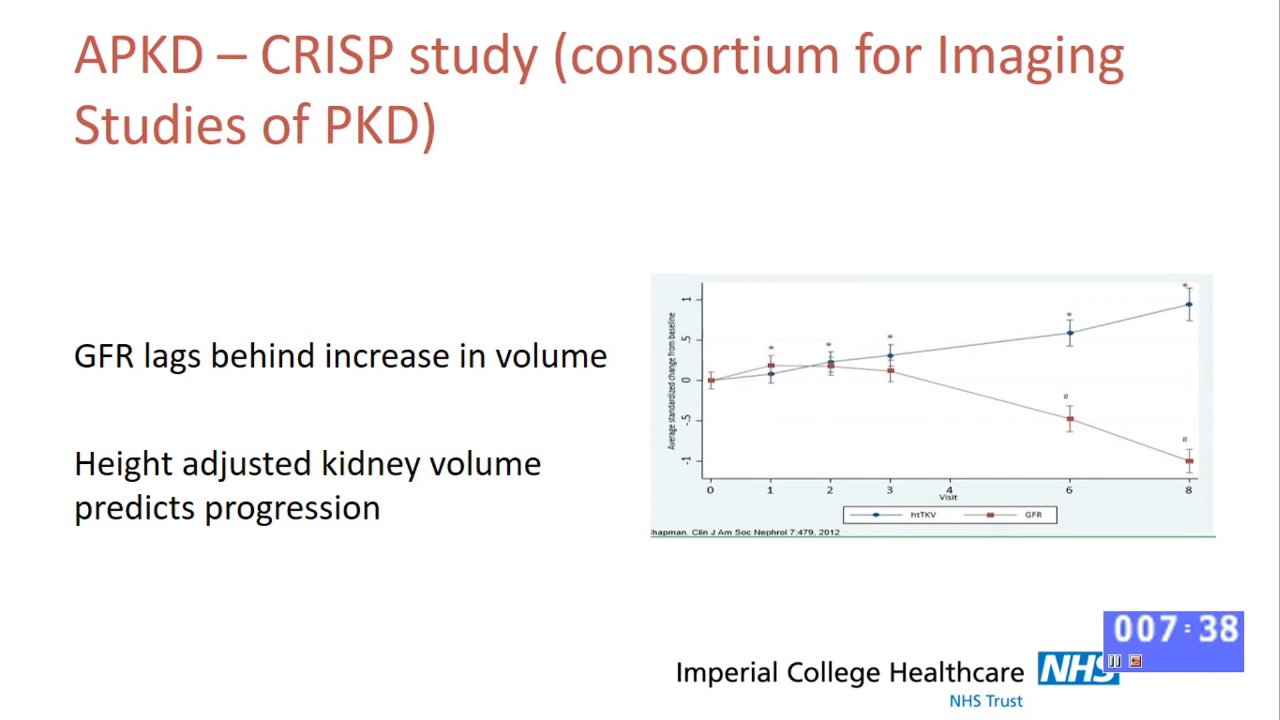 APKD – CRISP study (consortium for Imaging
Studies of PKD)
GFR lags behind increase in volume
Height adjusted kidney volume
predicts progression
Average standardized change from baseline
1
.5
0
-.5
-1
*
*
*
*
*
#
#
0
1
2
3
4
6
8
Visit
htTKV
GFR
hapman. Clin J Am Soc Nephrol 7:479, 2012
007:38
Imperial College Healthcare NHS
NHS Trust